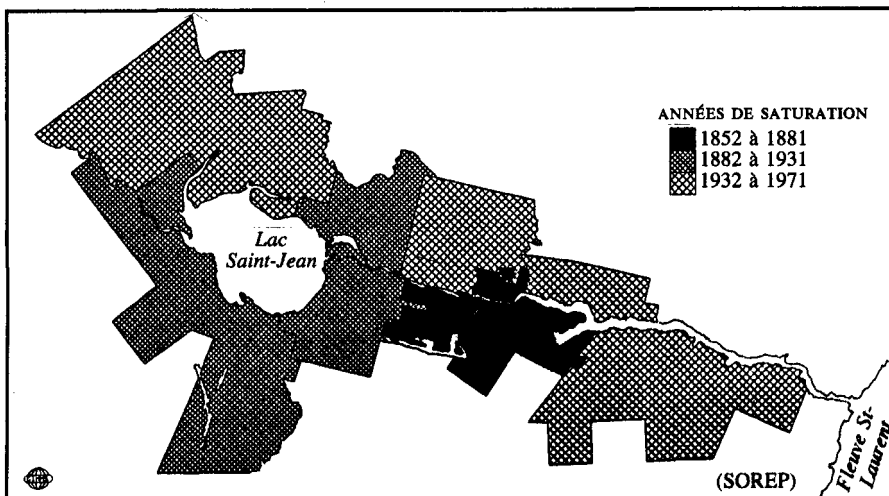 ANNÉES DE SATURATION
1852 à 1881
1882 à 1931
1932 à 1971
Lac
Saint-Jean
(SOREP)
Fleuve St-
Laurent